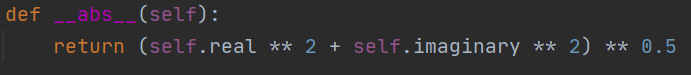 def __abs__(self):
    return (self.real ** 2 + self.imaginary ** 2) ** 0.5